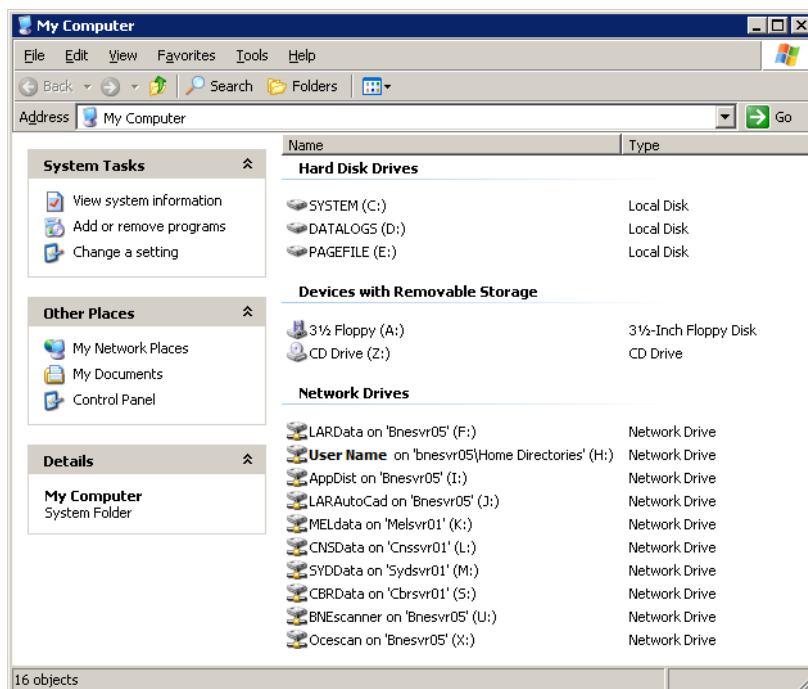 My Computer
File Edit View Favorites Tools Help
Back Search Folders
Address My Computer Go
System Tasks
View system information
Add or remove programs
Change a setting
Other Places
My Network Places
My Documents
Control Panel
Details
My Computer
System Folder
Name Type
Hard Disk Drives
SYSTEM (C:) Local Disk
DATALOGS (D:) Local Disk
PAGEFILE (E:) Local Disk
Devices with Removable Storage
3½ Floppy (A:) 3½-Inch Floppy Disk
CD Drive (Z:) CD Drive
Network Drives
LARData on 'Bnesvr05' (F:) Network Drive
User Name on 'bnesvr05\Home Directories' (H:) Network Drive
AppDist on 'Bnesvr05' (I:) Network Drive
LARAutoCad on 'Bnesvr05' (J:) Network Drive
MELdata on 'Melsvr01' (K:) Network Drive
CNSData on 'Cnssvr01' (L:) Network Drive
SYDData on 'Sydsvr01' (M:) Network Drive
CBRData on 'Cbrsvr01' (S:) Network Drive
BNEscanner on 'Bnesvr05' (U:) Network Drive
Ocescan on 'Bnesvr05' (X:) Network Drive
16 objects